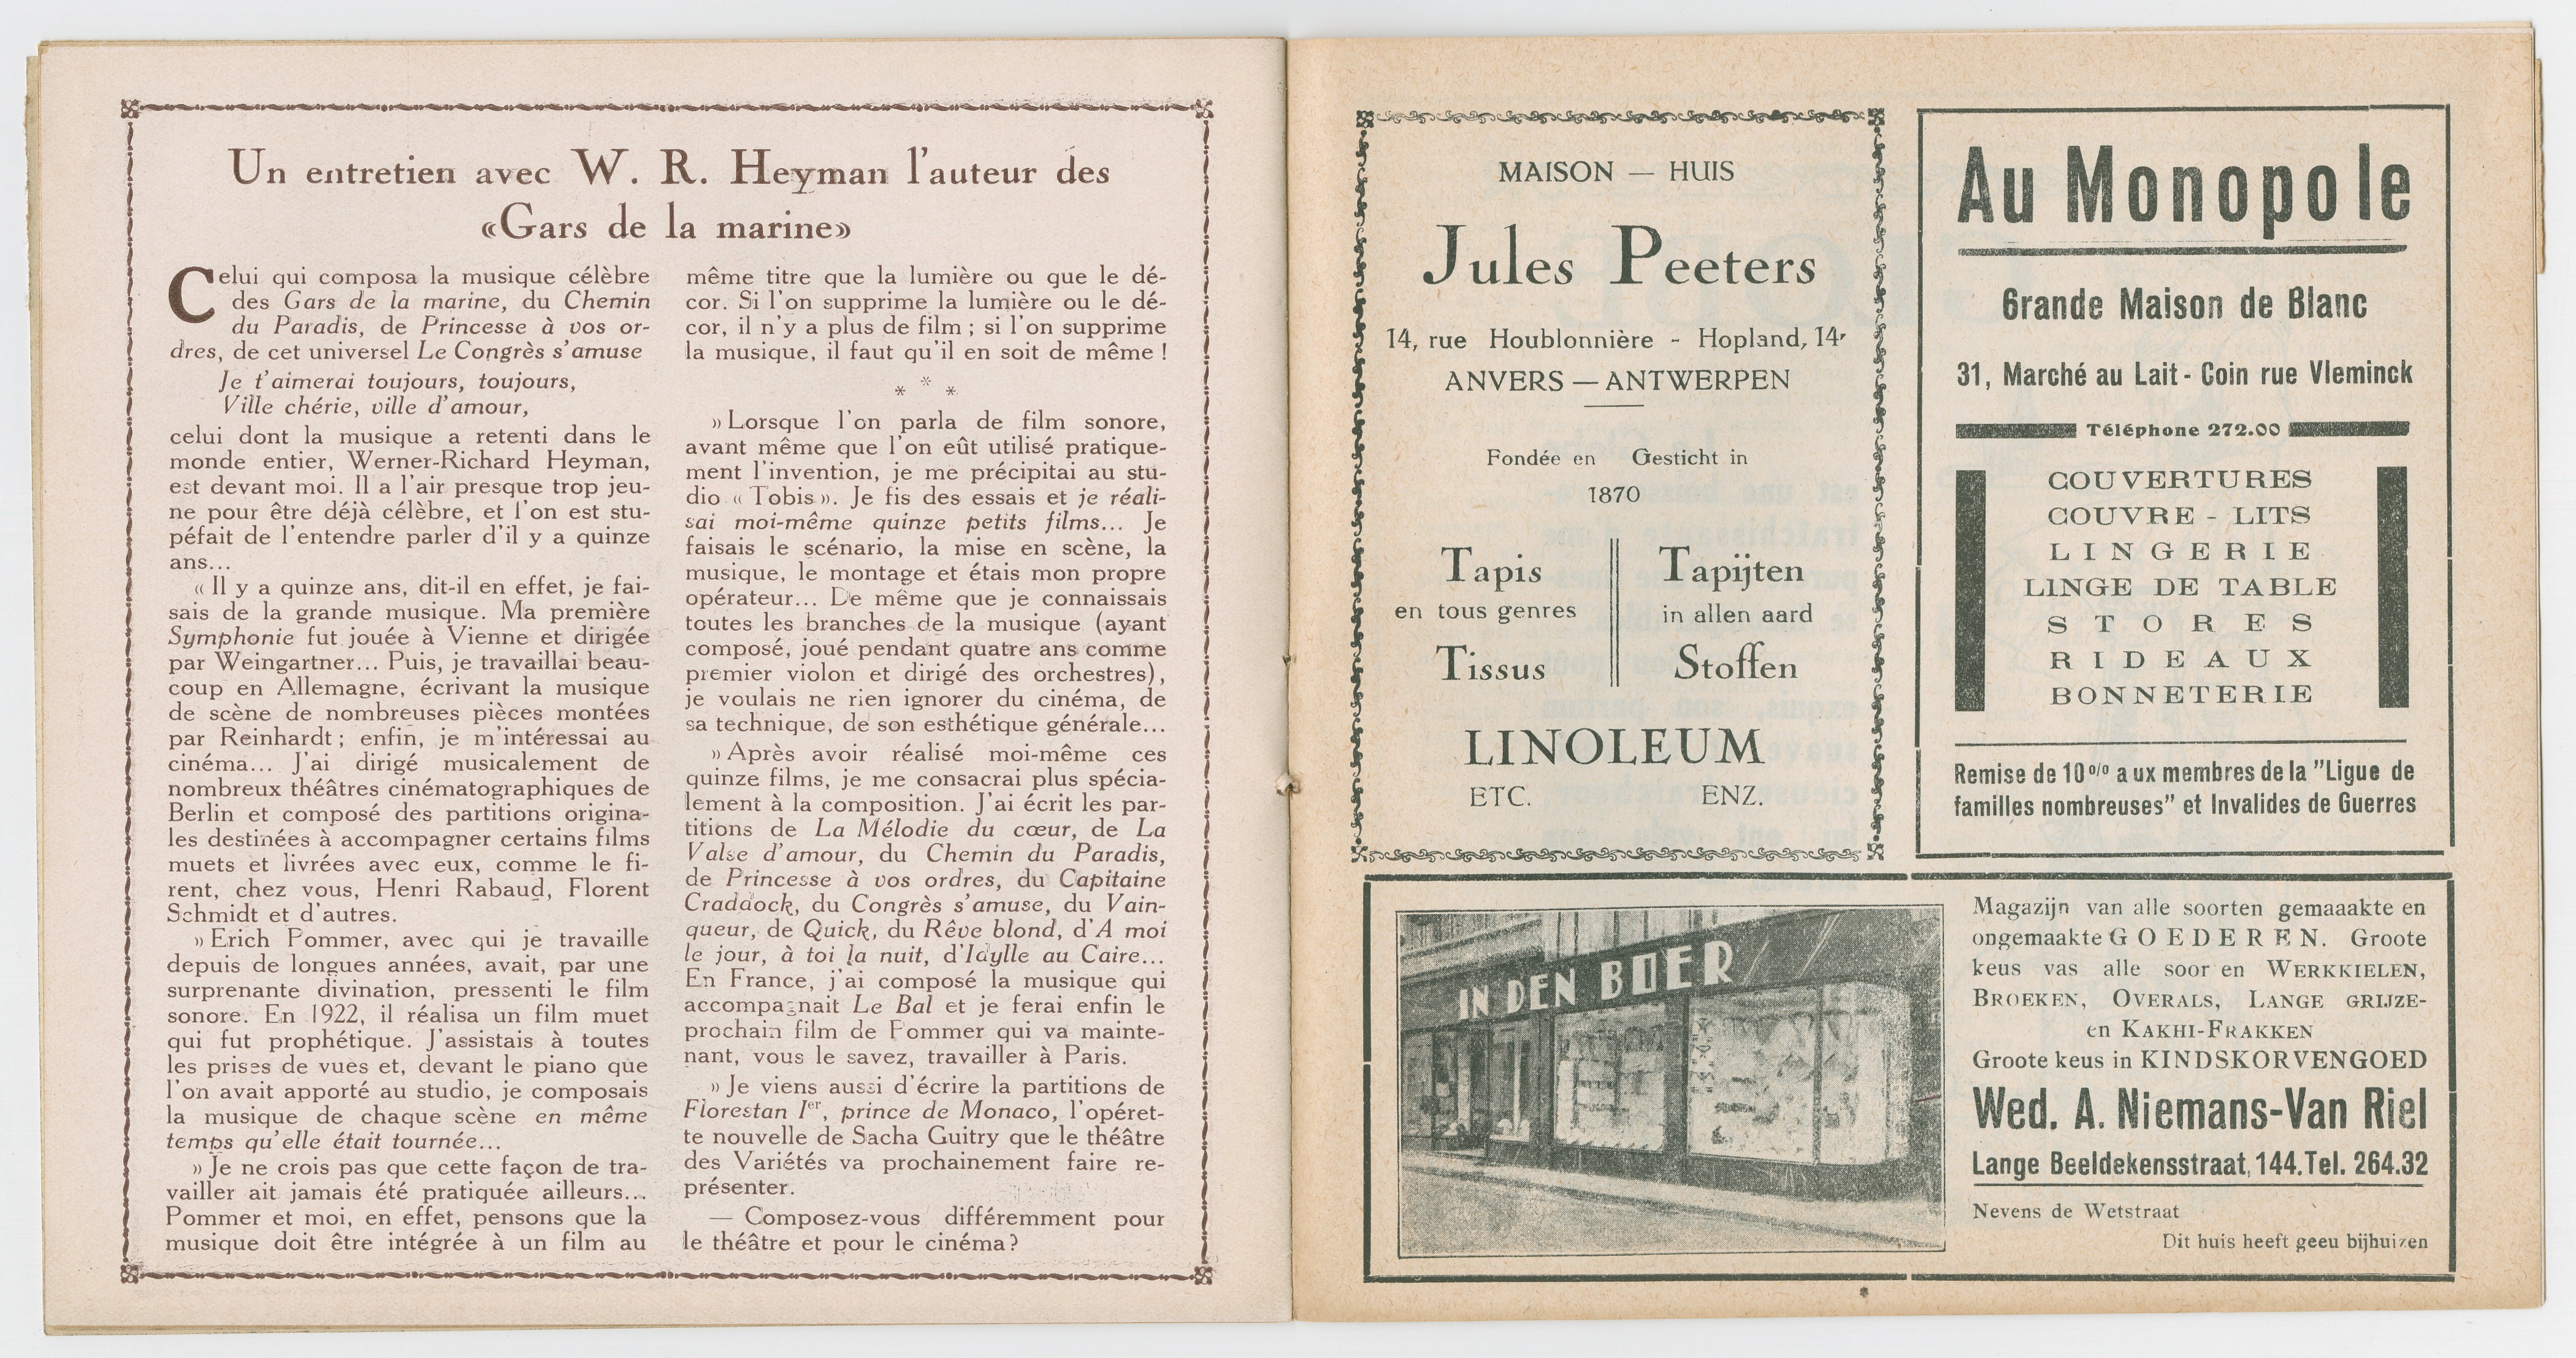 Un entretien avec W. R. Heyman l'auteur des
«Gars de la marine»
Celui qui composa la musique célèbre
des Gars de la marine, du Chemin
du Paradis, de Princesse à vos or-
dres, de cet universel Le Congrès s'amuse
Je t'aimerai toujours, toujours,
Ville chérie, ville d'amour,
celui dont la musique a retenti dans le
monde entier, Werner-Richard Heyman,
est devant moi. Il a l'air presque trop jeu-
ne pour être déjà célèbre, et l'on est stu-
péfait de l'entendre parler d'il y a quinze
ans...
« Il y a quinze ans, dit-il en effet, je fai-
sais de la grande musique. Ma première
Symphonie fut jouée à Vienne et dirigée
par Weingartner... Puis, je travaillai beau-
coup en Allemagne, écrivant la musique
de scène de nombreuses pièces montées
par Reinhardt ; enfin, je m'intéressai au
cinéma... J'ai dirigé musicalement de
nombreux théâtres cinématographiques de
Berlin et composé des partitions origina-
les destinées à accompagner certains films
muets et livrées avec eux, comme le fi-
rent, chez vous, Henri Rabaud, Florent
Schmidt et d'autres.
» Erich Pommer, avec qui je travaille
depuis de longues années, avait, par une
surprenante divination, pressenti le film
sonore. En 1922, il réalisa un film muet
qui fut prophétique. J'assistais à toutes
les prises de vues et, devant le piano que
l'on avait apporté au studio, je composais
la musique de chaque scène en même
temps qu'elle était tournée...
» Je ne crois pas que cette façon de tra-
vailler ait jamais été pratiquée ailleurs...
Pommer et moi, en effet, pensons que la
musique doit être intégrée à un film au
même titre que la lumière ou que le dé-
cor. Si l'on supprime la lumière ou le dé-
cor, il n'y a plus de film ; si l'on supprime
la musique, il faut qu'il en soit de même !
* * *
» Lorsque l'on parla de film sonore,
avant même que l'on eût utilisé pratique-
ment l'invention, je me précipitai au stu-
dio « Tobis ». Je fis des essais et je réali-
sai moi-même quinze petits films... Je
faisais le scénario, la mise en scène, la
musique, le montage et étais mon propre
opérateur... De même que je connaissais
toutes les branches de la musique (ayant
composé, joué pendant quatre ans comme
premier violon et dirigé des orchestres),
je voulais ne rien ignorer du cinéma, de
sa technique, de son esthétique générale...
» Après avoir réalisé moi-même ces
quinze films, je me consacrai plus spécia-
lement à la composition. J'ai écrit les par-
titions de La Mélodie du cœur, de La
Valse d'amour, du Chemin du Paradis,
de Princesse à vos ordres, du Capitaine
Craddock, du Congrès s'amuse, du Vain-
queur, de Quick, du Rêve blond, d'A moi
le jour, à toi la nuit, d'Idylle au Caire...
En France, j'ai composé la musique qui
accompagnait Le Bal et je ferai enfin le
prochain film de Pommer qui va mainte-
nant, vous le savez, travailler à Paris.
» Je viens aussi d'écrire la partitions de
Florestan Ier, prince de Monaco, l'opéret-
te nouvelle de Sacha Guitry que le théâtre
des Variétés va prochainement faire re-
présenter.
— Composez-vous différemment pour
le théâtre et pour le cinéma ?
MAISON — HUIS
Jules Peeters
14, rue Houblonnière - Hopland, 14
ANVERS — ANTWERPEN
Fondée en Gesticht in
1870
Tapis Tapijten
en tous genres in allen aard
Tissus Stoffen
LINOLEUM
ETC. ENZ.
Au Monopole
Grande Maison de Blanc
31, Marché au Lait - Coin rue Vleminck
Téléphone 272.00
COUVERTURES
COUVRE - LITS
LINGERIE
LINGE DE TABLE
STORES
RIDEAUX
BONNETERIE
Remise de 10% aux membres de la "Ligue de
familles nombreuses" et Invalides de Guerres
IN DEN BOER
Magazijn van alle soorten gemaaakte en
ongemaakte GOEDEREN. Groote
keus vas alle soor en WERKKIELEN,
BROEKEN, OVERALS, LANGE GRIJZE-
en KAKHI-FRAKKEN
Groote keus in KINDSKORVENGOED
Wed. A. Niemans-Van Riel
Lange Beeldekensstraat, 144. Tel. 264.32
Nevens de Wetstraat
Dit huis heeft geeu bijhuizen